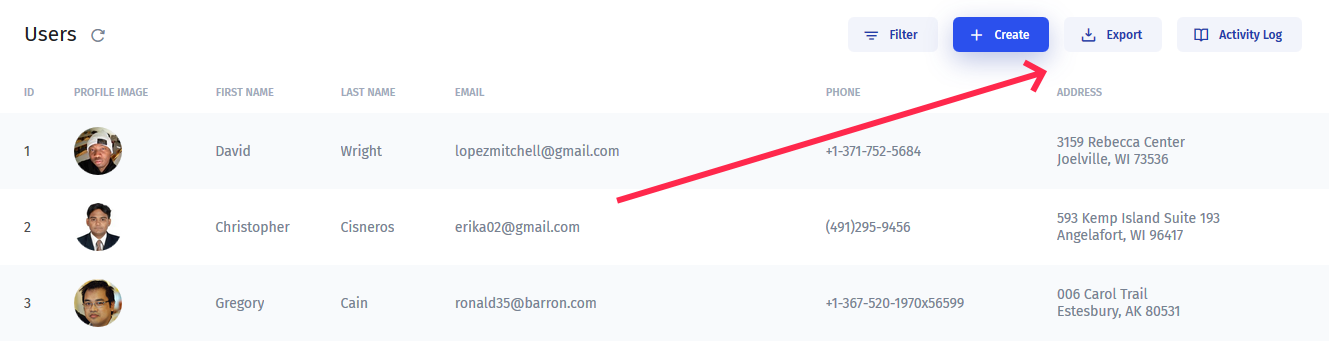 Users
Filter
Create
Export
Activity Log
ID PROFILE IMAGE FIRST NAME LAST NAME EMAIL PHONE ADDRESS
1 David Wright lopezmitchell@gmail.com +1-371-752-5684 3159 Rebecca Center
Joelville, WI 73536
2 Christopher Cisneros erika02@gmail.com (491)295-9456 593 Kemp Island Suite 193
Angelafort, WI 96417
3 Gregory Cain ronald35@barron.com +1-367-520-1970x56599 006 Carol Trail
Estesbury, AK 80531